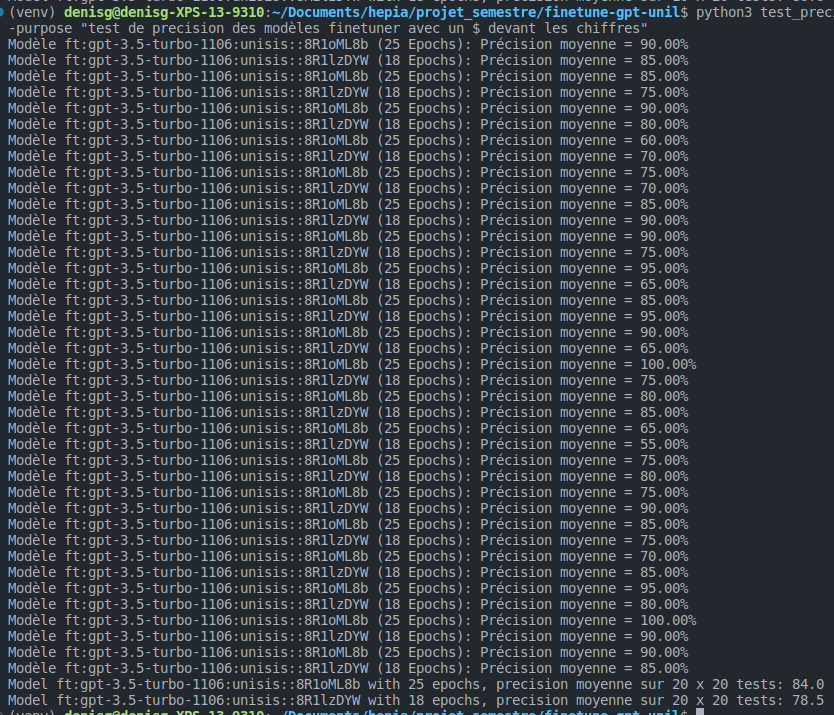 (venv) denisg@denisg-XPS-13-9310:~/Documents/hepia/projet_semestre/finetune-gpt-unil$ python3 test_preci
-purpose "test de precision des modèles finetuner avec un $ devant les chiffres"
Modèle ft:gpt-3.5-turbo-1106:unisis::8R1oML8b (25 Epochs): Précision moyenne = 90.00%
Modèle ft:gpt-3.5-turbo-1106:unisis::8R1lzDYW (18 Epochs): Précision moyenne = 85.00%
Modèle ft:gpt-3.5-turbo-1106:unisis::8R1oML8b (25 Epochs): Précision moyenne = 85.00%
Modèle ft:gpt-3.5-turbo-1106:unisis::8R1lzDYW (18 Epochs): Précision moyenne = 75.00%
Modèle ft:gpt-3.5-turbo-1106:unisis::8R1oML8b (25 Epochs): Précision moyenne = 90.00%
Modèle ft:gpt-3.5-turbo-1106:unisis::8R1lzDYW (18 Epochs): Précision moyenne = 80.00%
Modèle ft:gpt-3.5-turbo-1106:unisis::8R1oML8b (25 Epochs): Précision moyenne = 60.00%
Modèle ft:gpt-3.5-turbo-1106:unisis::8R1lzDYW (18 Epochs): Précision moyenne = 70.00%
Modèle ft:gpt-3.5-turbo-1106:unisis::8R1oML8b (25 Epochs): Précision moyenne = 75.00%
Modèle ft:gpt-3.5-turbo-1106:unisis::8R1lzDYW (18 Epochs): Précision moyenne = 70.00%
Modèle ft:gpt-3.5-turbo-1106:unisis::8R1oML8b (25 Epochs): Précision moyenne = 85.00%
Modèle ft:gpt-3.5-turbo-1106:unisis::8R1lzDYW (18 Epochs): Précision moyenne = 90.00%
Modèle ft:gpt-3.5-turbo-1106:unisis::8R1oML8b (25 Epochs): Précision moyenne = 90.00%
Modèle ft:gpt-3.5-turbo-1106:unisis::8R1lzDYW (18 Epochs): Précision moyenne = 75.00%
Modèle ft:gpt-3.5-turbo-1106:unisis::8R1oML8b (25 Epochs): Précision moyenne = 95.00%
Modèle ft:gpt-3.5-turbo-1106:unisis::8R1lzDYW (18 Epochs): Précision moyenne = 65.00%
Modèle ft:gpt-3.5-turbo-1106:unisis::8R1oML8b (25 Epochs): Précision moyenne = 85.00%
Modèle ft:gpt-3.5-turbo-1106:unisis::8R1lzDYW (18 Epochs): Précision moyenne = 95.00%
Modèle ft:gpt-3.5-turbo-1106:unisis::8R1oML8b (25 Epochs): Précision moyenne = 90.00%
Modèle ft:gpt-3.5-turbo-1106:unisis::8R1lzDYW (18 Epochs): Précision moyenne = 65.00%
Modèle ft:gpt-3.5-turbo-1106:unisis::8R1oML8b (25 Epochs): Précision moyenne = 100.00%
Modèle ft:gpt-3.5-turbo-1106:unisis::8R1lzDYW (18 Epochs): Précision moyenne = 75.00%
Modèle ft:gpt-3.5-turbo-1106:unisis::8R1oML8b (25 Epochs): Précision moyenne = 80.00%
Modèle ft:gpt-3.5-turbo-1106:unisis::8R1lzDYW (18 Epochs): Précision moyenne = 85.00%
Modèle ft:gpt-3.5-turbo-1106:unisis::8R1oML8b (25 Epochs): Précision moyenne = 65.00%
Modèle ft:gpt-3.5-turbo-1106:unisis::8R1lzDYW (18 Epochs): Précision moyenne = 55.00%
Modèle ft:gpt-3.5-turbo-1106:unisis::8R1oML8b (25 Epochs): Précision moyenne = 75.00%
Modèle ft:gpt-3.5-turbo-1106:unisis::8R1lzDYW (18 Epochs): Précision moyenne = 80.00%
Modèle ft:gpt-3.5-turbo-1106:unisis::8R1oML8b (25 Epochs): Précision moyenne = 75.00%
Modèle ft:gpt-3.5-turbo-1106:unisis::8R1lzDYW (18 Epochs): Précision moyenne = 90.00%
Modèle ft:gpt-3.5-turbo-1106:unisis::8R1oML8b (25 Epochs): Précision moyenne = 85.00%
Modèle ft:gpt-3.5-turbo-1106:unisis::8R1lzDYW (18 Epochs): Précision moyenne = 75.00%
Modèle ft:gpt-3.5-turbo-1106:unisis::8R1oML8b (25 Epochs): Précision moyenne = 70.00%
Modèle ft:gpt-3.5-turbo-1106:unisis::8R1lzDYW (18 Epochs): Précision moyenne = 85.00%
Modèle ft:gpt-3.5-turbo-1106:unisis::8R1oML8b (25 Epochs): Précision moyenne = 95.00%
Modèle ft:gpt-3.5-turbo-1106:unisis::8R1lzDYW (18 Epochs): Précision moyenne = 80.00%
Modèle ft:gpt-3.5-turbo-1106:unisis::8R1oML8b (25 Epochs): Précision moyenne = 100.00%
Modèle ft:gpt-3.5-turbo-1106:unisis::8R1lzDYW (18 Epochs): Précision moyenne = 90.00%
Modèle ft:gpt-3.5-turbo-1106:unisis::8R1oML8b (25 Epochs): Précision moyenne = 90.00%
Modèle ft:gpt-3.5-turbo-1106:unisis::8R1lzDYW (18 Epochs): Précision moyenne = 85.00%
Model ft:gpt-3.5-turbo-1106:unisis::8R1oML8b with 25 epochs, precision moyenne sur 20 x 20 tests: 84.0
Model ft:gpt-3.5-turbo-1106:unisis::8R1lzDYW with 18 epochs, precision moyenne sur 20 x 20 tests: 78.5
(venv) denisg@denisg-XPS-13-9310:~/Documents/hepia/projet_semestre/finetune-gpt-unil$